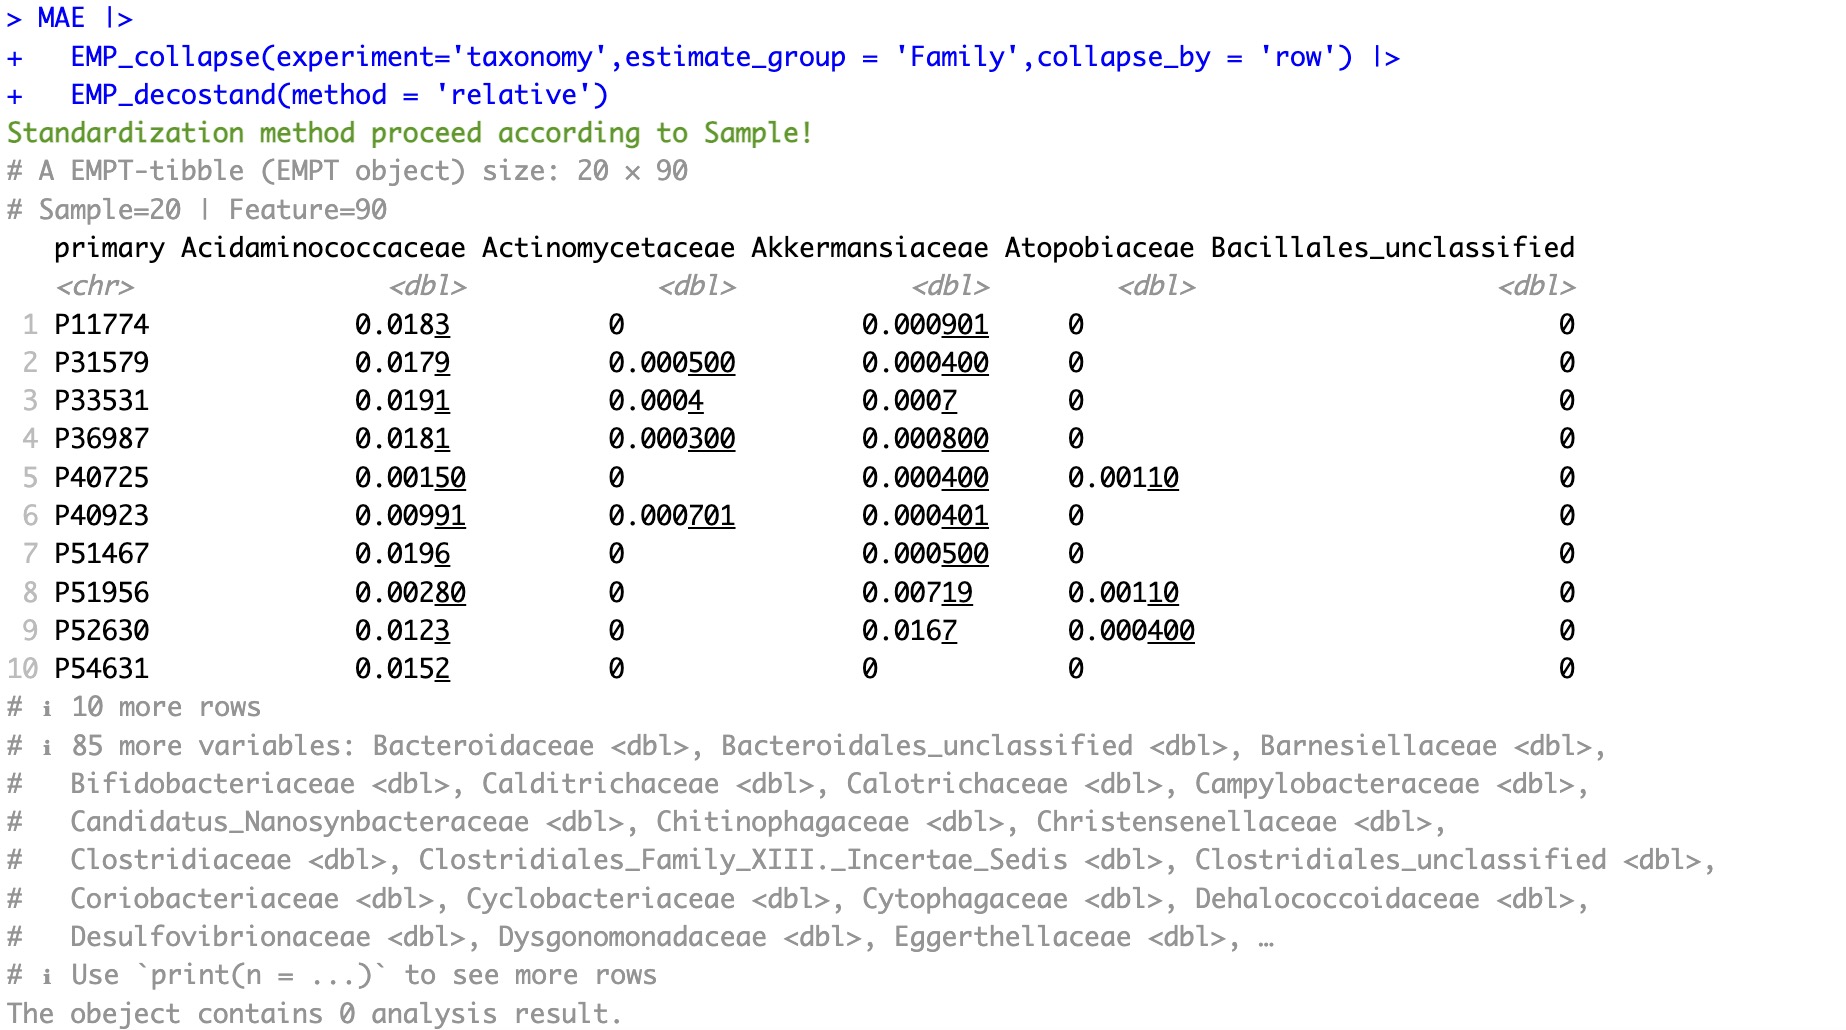 > MAE |>
+   EMP_collapse(experiment='taxonomy',estimate_group = 'Family',collapse_by = 'row') |>
+   EMP_decostand(method = 'relative')
Standardization method proceed according to Sample!
# A EMPT-tibble (EMPT object) size: 20 × 90
# Sample=20 | Feature=90
   primary Acidaminococcaceae Actinomycetaceae Akkermansiaceae Atopobiaceae Bacillales_unclassified
   <chr>                <dbl>            <dbl>           <dbl>        <dbl>                   <dbl>
 1 P11774             0.0183          0               0.000901     0                              0
 2 P31579             0.0179          0.000500        0.000400     0                              0
 3 P33531             0.0191          0.0004          0.0007       0                              0
 4 P36987             0.0181          0.000300        0.000800     0                              0
 5 P40725             0.00150         0               0.000400     0.00110                        0
 6 P40923             0.00991         0.000701        0.000401     0                              0
 7 P51467             0.0196          0               0.000500     0                              0
 8 P51956             0.00280         0               0.00719      0.00110                        0
 9 P52630             0.0123          0               0.0167       0.000400                       0
10 P54631             0.0152          0               0            0                              0
# ℹ 10 more rows
# ℹ 85 more variables: Bacteroidaceae <dbl>, Bacteroidales_unclassified <dbl>, Barnesiellaceae <dbl>,
#   Bifidobacteriaceae <dbl>, Calditrichaceae <dbl>, Calotrichaceae <dbl>, Campylobacteraceae <dbl>,
#   Candidatus_Nanosynbacteraceae <dbl>, Chitinophagaceae <dbl>, Christensenellaceae <dbl>,
#   Clostridiaceae <dbl>, Clostridiales_Family_XIII._Incertae_Sedis <dbl>, Clostridiales_unclassified <dbl>,
#   Coriobacteriaceae <dbl>, Cyclobacteriaceae <dbl>, Cytophagaceae <dbl>, Dehalococcoidaceae <dbl>,
#   Desulfovibrionaceae <dbl>, Dysgonomonadaceae <dbl>, Eggerthellaceae <dbl>, …
# ℹ Use `print(n = ...)` to see more rows
The obeject contains 0 analysis result.